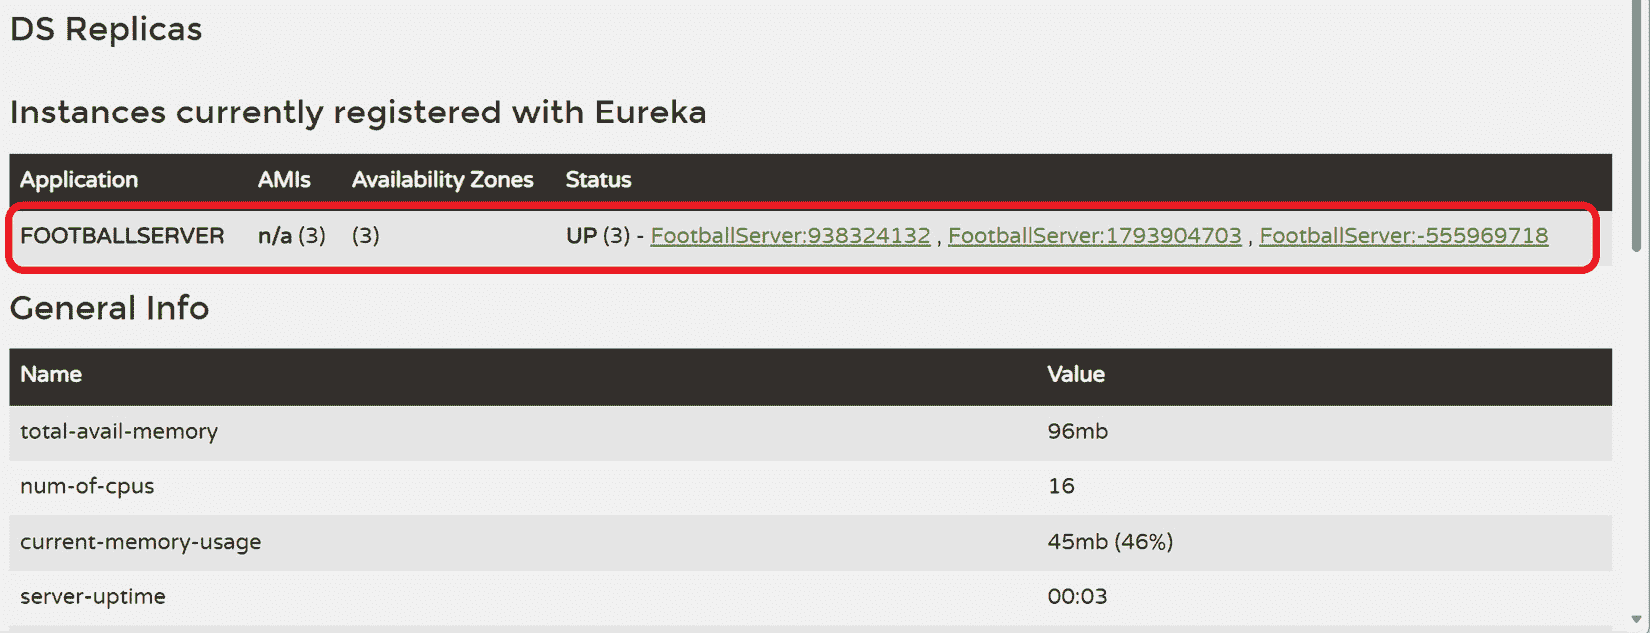 DS Replicas
Instances currently registered with Eureka
Application AMIs Availability Zones Status
FOOTBALLSERVER n/a (3) (3) UP (3) - FootballServer:938324132 , FootballServer:1793904703 , FootballServer:-555969718
General Info
Name Value
total-avail-memory 96mb
num-of-cpus 16
current-memory-usage 45mb (46%)
server-uptime 00:03